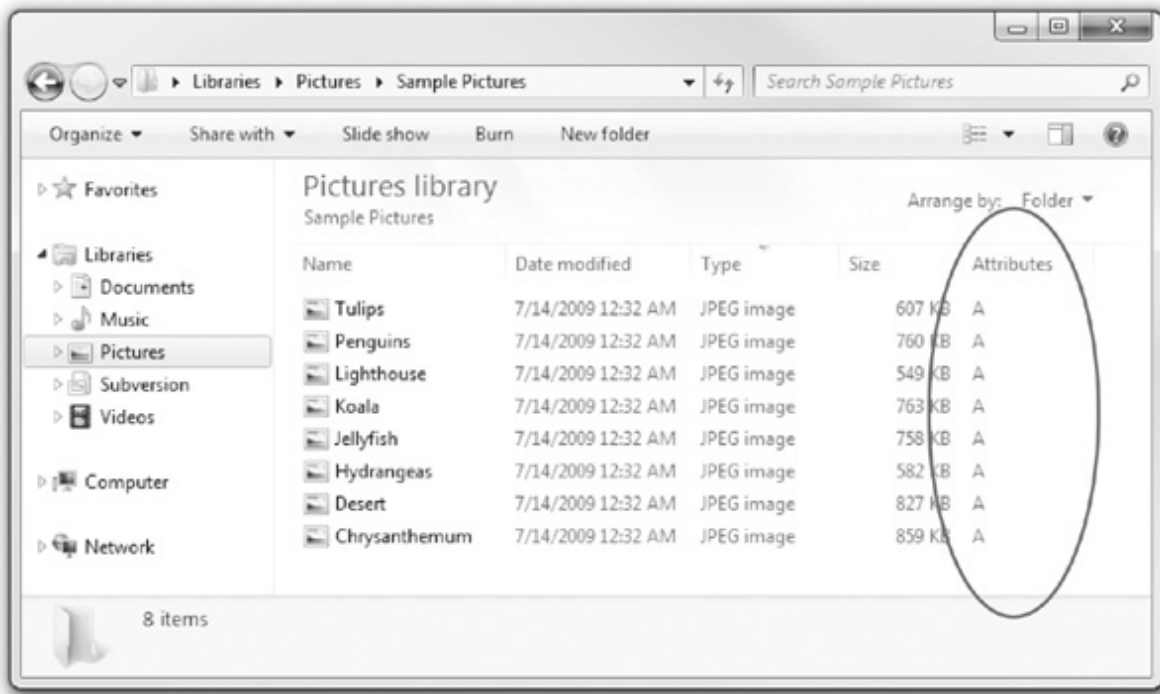 Libraries Pictures Sample Pictures Search Sample Pictures
Organize Share with Slide show Burn New folder
Favorites
Libraries
Documents
Music
Pictures
Subversion
Videos
Computer
Network
Pictures library
Sample Pictures
Arrange by: Folder
Name Date modified Type Size Attributes
Tulips 7/14/2009 12:32 AM JPEG image 607 KB A
Penguins 7/14/2009 12:32 AM JPEG image 760 KB A
Lighthouse 7/14/2009 12:32 AM JPEG image 549 KB A
Koala 7/14/2009 12:32 AM JPEG image 763 KB A
Jellyfish 7/14/2009 12:32 AM JPEG image 758 KB A
Hydrangeas 7/14/2009 12:32 AM JPEG image 582 KB A
Desert 7/14/2009 12:32 AM JPEG image 827 KB A
Chrysanthemum 7/14/2009 12:32 AM JPEG image 859 KB A
8 items